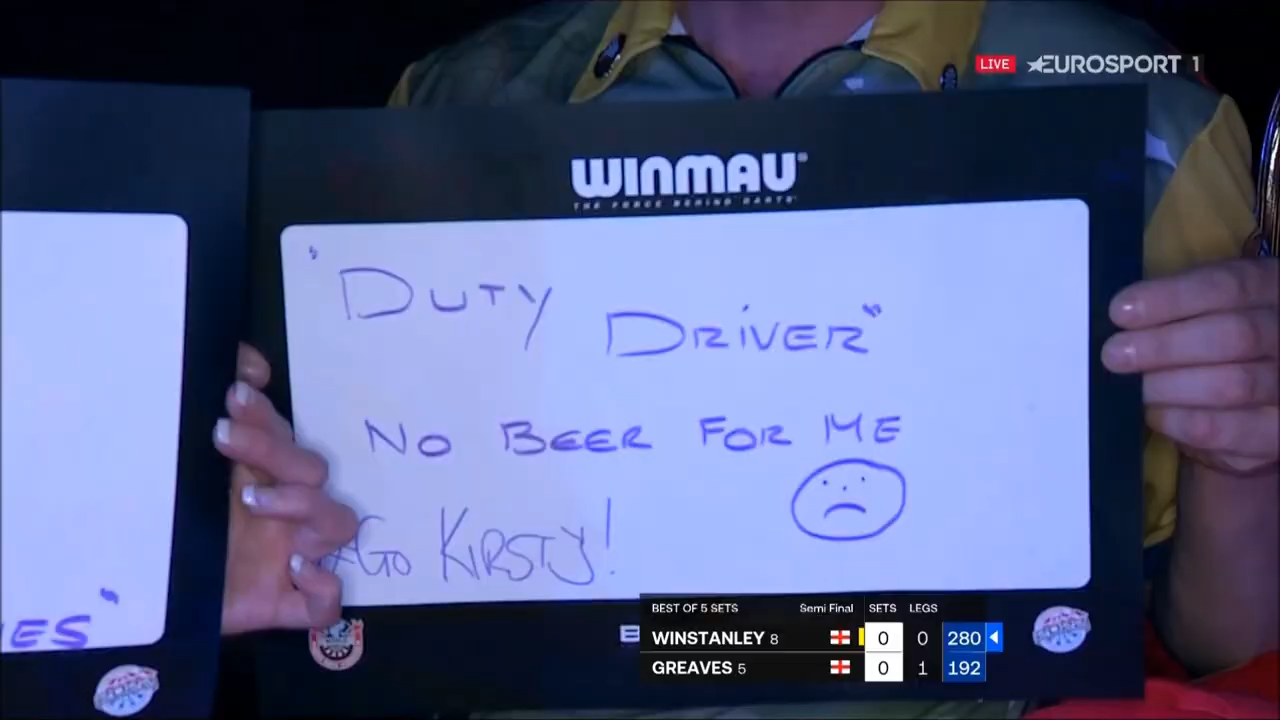 LIVE EUROSPORT 1
WINMAU®
THE FORCE BEHIND DARTS
"DUTY
DRIVER"
NO BEER FOR ME
GO KIRSTY!
ES"
BEST OF 5 SETS Semi Final SETS LEGS
WINSTANLEY 8 0 0 280
GREAVES 5 0 1 192